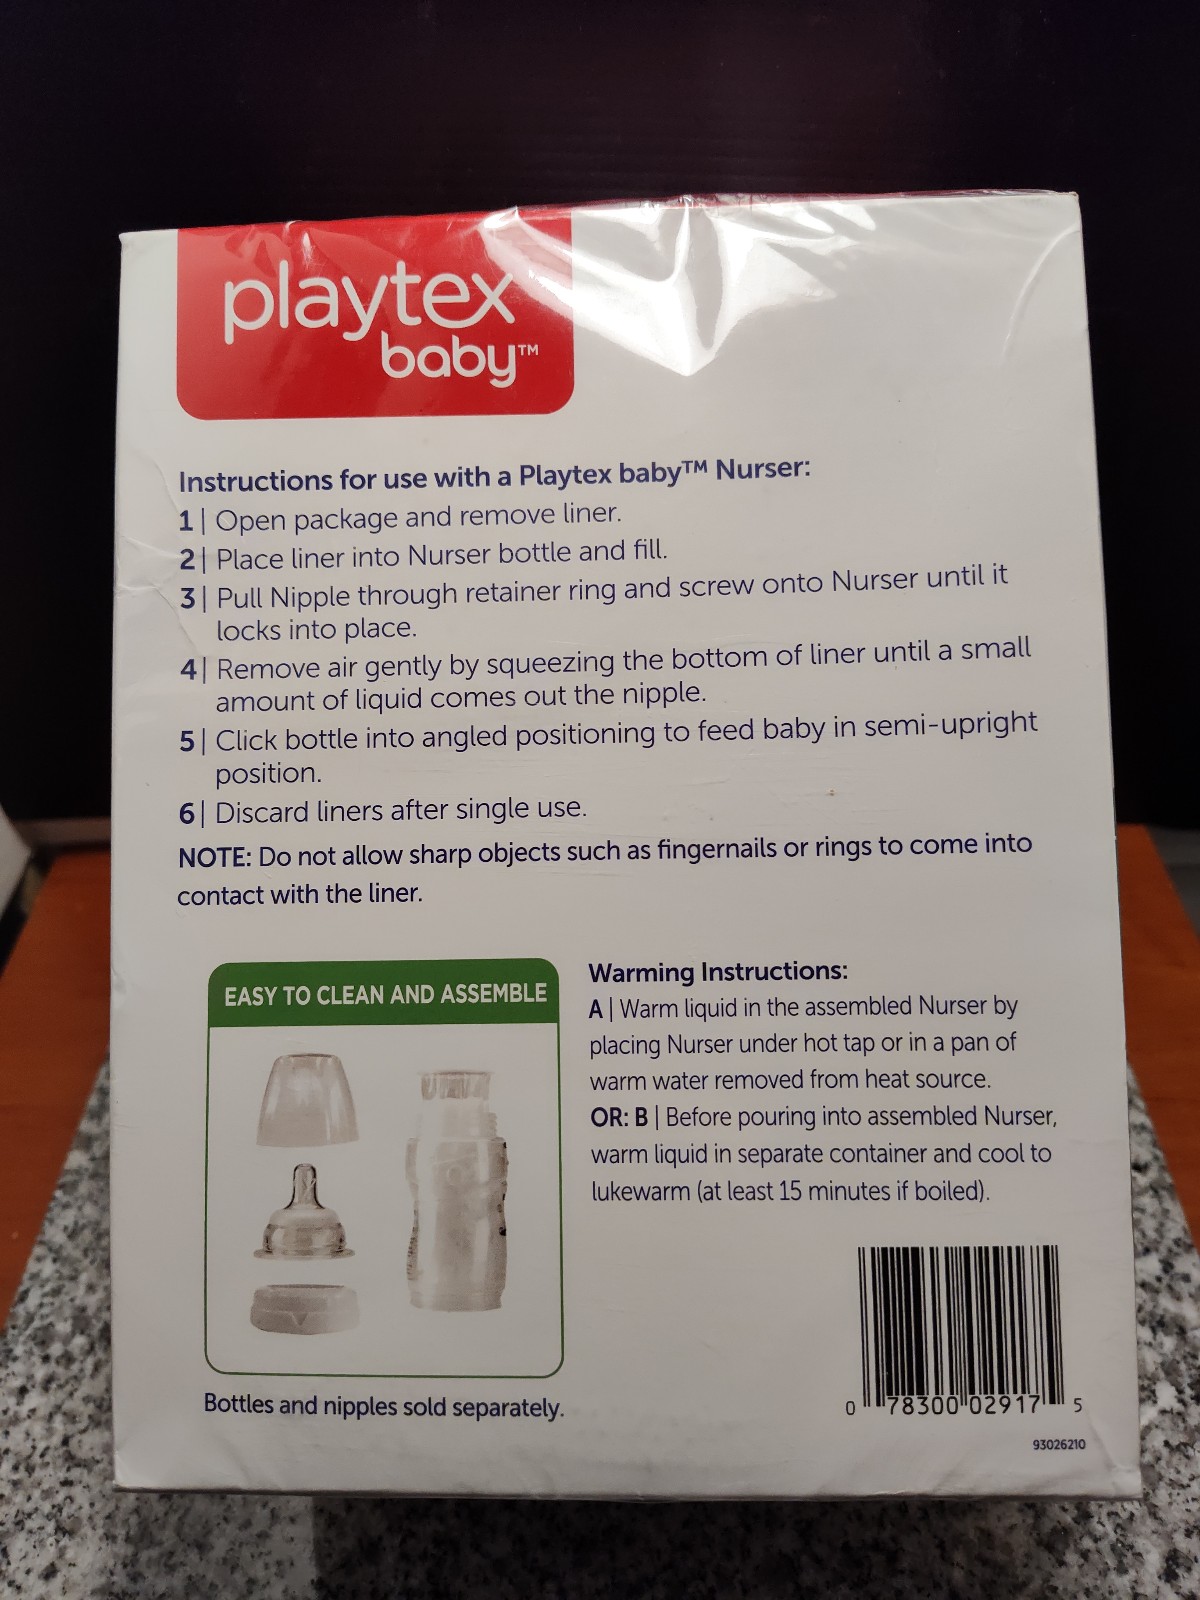 playtex
baby™
Instructions for use with a Playtex baby™ Nurser:
1| Open package and remove liner.
2| Place liner into Nurser bottle and fill.
3| Pull Nipple through retainer ring and screw onto Nurser until it
locks into place.
4| Remove air gently by squeezing the bottom of liner until a small
amount of liquid comes out the nipple.
5| Click bottle into angled positioning to feed baby in semi-upright
position.
6| Discard liners after single use.
NOTE: Do not allow sharp objects such as fingernails or rings to come into
contact with the liner.
EASY TO CLEAN AND ASSEMBLE
Bottles and nipples sold separately.
Warming Instructions:
A | Warm liquid in the assembled Nurser by
placing Nurser under hot tap or in a pan of
warm water removed from heat source.
OR: B | Before pouring into assembled Nurser,
warm liquid in separate container and cool to
lukewarm (at least 15 minutes if boiled).
0 78300 02917 5
93026210